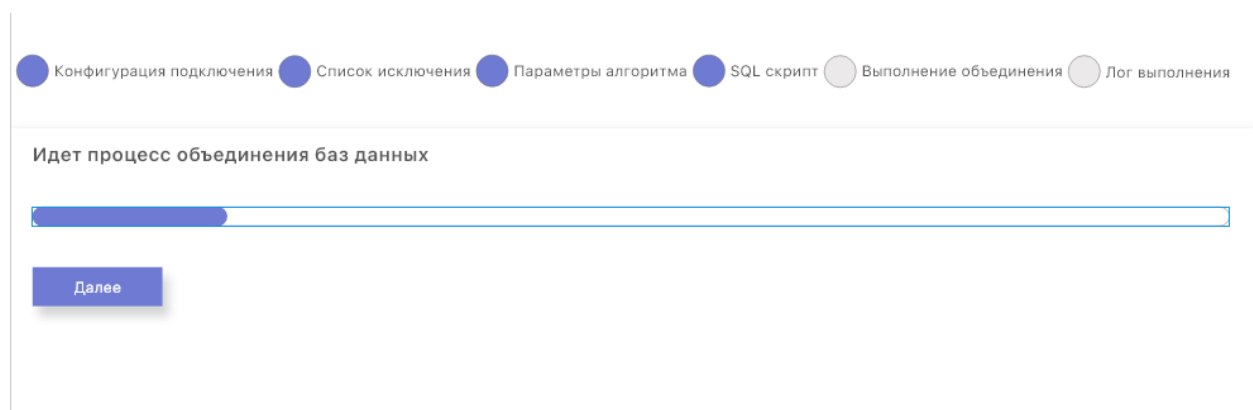 Конфигурация подключения Список исключения Параметры алгоритма SQL скрипт Выполнение объединения Лог выполнения
Идет процесс объединения баз данных
Далее